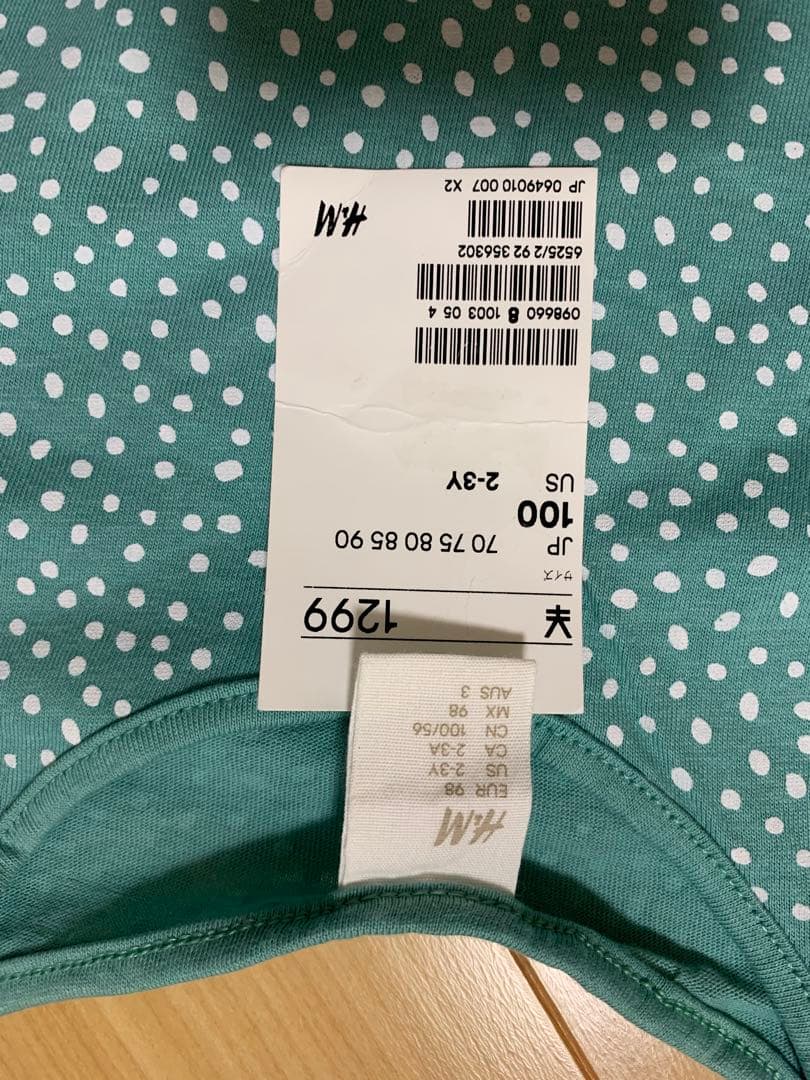 H&M
EUR 98
US 2-3Y
CA 2-3A
CN 100/56
MX 98
AUS 3
¥ 1299
サイズ
JP 70 75 80 85 90
100
US 2-3Y
098660 8 1003 05 4
6525/2 92 356302
H&M
JP 0649010 007 X2